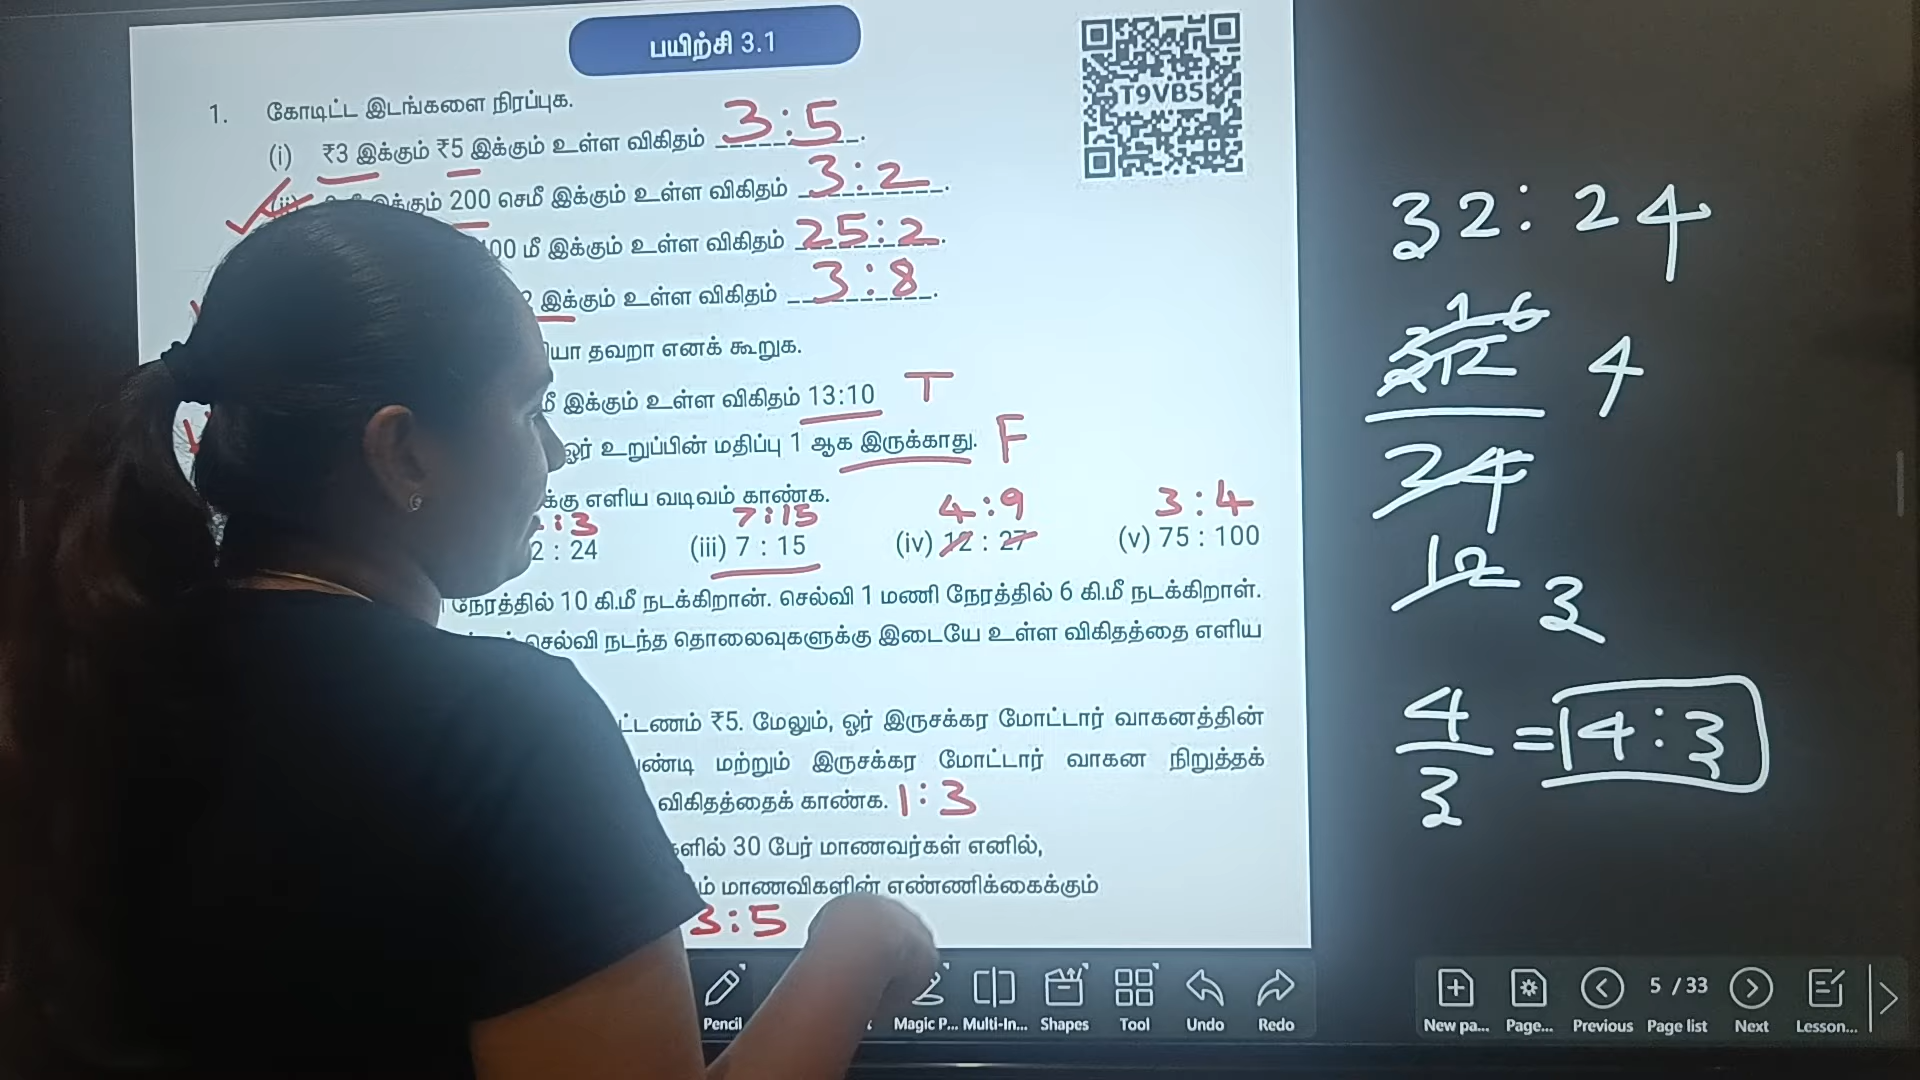 பயிற்சி 3.1
T9VB5
1. கோடிட்ட இடங்களை நிரப்புக.
(i) ₹3 இக்கும் ₹5 இக்கும் உள்ள விகிதம் 3:5.
200 செமீ இக்கும் உள்ள விகிதம் 3:2.
மீ இக்கும் உள்ள விகிதம் 25:2.
இக்கும் உள்ள விகிதம் 3:8.
தவறா எனக் கூறுக.
இக்கும் உள்ள விகிதம் 13:10 T
ஓர் உறுப்பின் மதிப்பு 1 ஆக இருக்காது. F
எளிய வடிவம் காண்க.
:3 7:15 4:9 3:4
2 : 24 (iii) 7 : 15 (iv) 12 : 27 (v) 75 : 100
நேரத்தில் 10 கி.மீ நடக்கிறான். செல்வி 1 மணி நேரத்தில் 6 கி.மீ நடக்கிறாள்.
செல்வி நடந்த தொலைவுகளுக்கு இடையே உள்ள விகிதத்தை எளிய
₹5. மேலும், ஓர் இருசக்கர மோட்டார் வாகனத்தின்
மற்றும் இருசக்கர மோட்டார் வாகன நிறுத்தக்
விகிதத்தைக் காண்க. 1:3
30 பேர் மாணவர்கள் எனில்,
மாணவிகளின் எண்ணிக்கைக்கும்
3:5
32:24
16
32 4
24
12 3
4/3 = 4:3
Pencil Magic P... Multi-In... Shapes Tool Undo Redo
5 / 33
New pa... Page... Previous Page list Next Lesson...